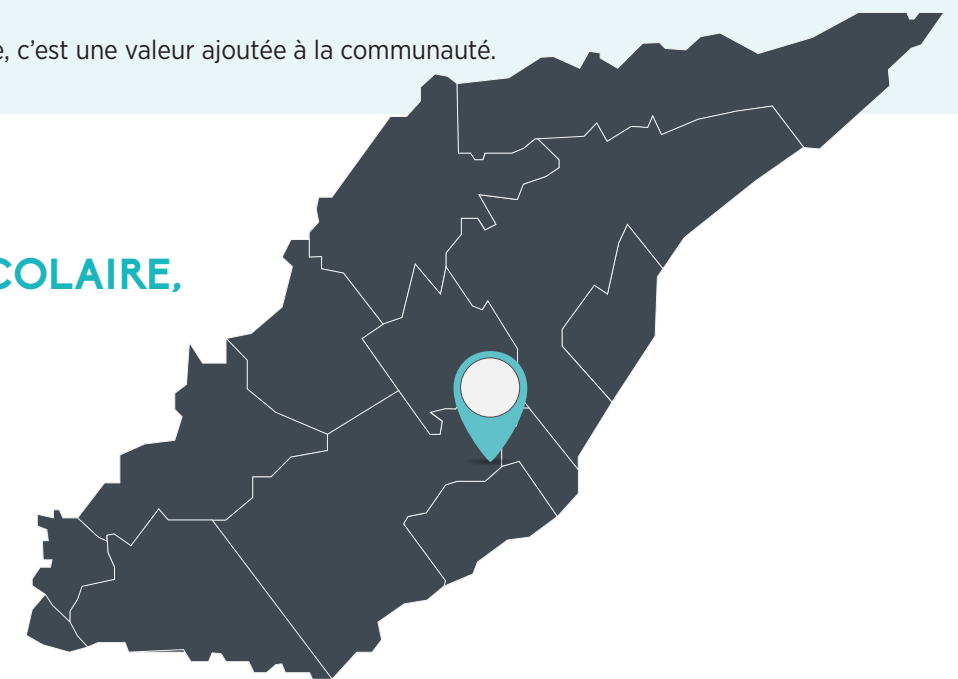 e, c’est une valeur ajoutée à la communauté.
COLAIRE,